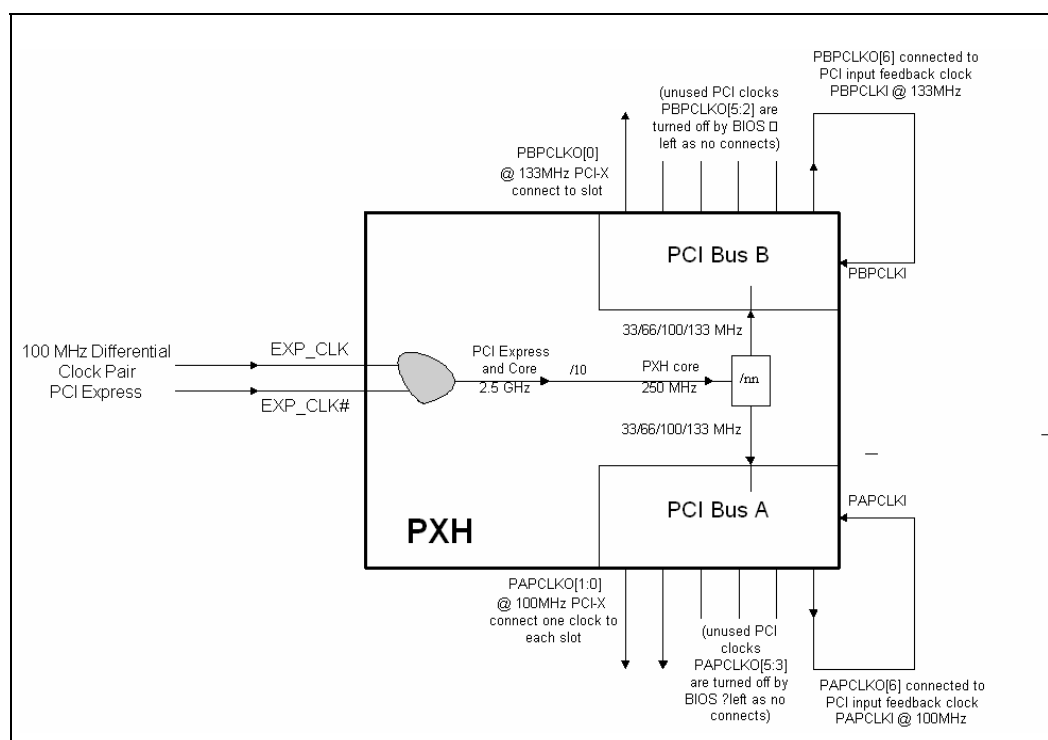 PBPCLKO[6] connected to
PCI input feedback clock
PBPCLKI @ 133MHz
(unused PCI clocks
PBPCLKO[5:2] are
turned off by BIOS □
left as no connects)
PBPCLKO[0]
@ 133MHz PCI-X
connect to slot
PCI Bus B
PBPCLKI
33/66/100/133 MHz
100 MHz Differential
Clock Pair
PCI Express
EXP_CLK
EXP_CLK#
PCI Express
and Core
2.5 GHz
/10
PXH core
250 MHz
/nn
33/66/100/133 MHz
PCI Bus A
PAPCLKI
PXH
PAPCLKO[1:0]
@ 100MHz PCI-X
connect one clock to
each slot
(unused PCI
clocks
PAPCLKO[5:3]
are turned off by
BIOS ?left as no
connects)
PAPCLKO[6] connected to
PCI input feedback clock
PAPCLKI @ 100MHz